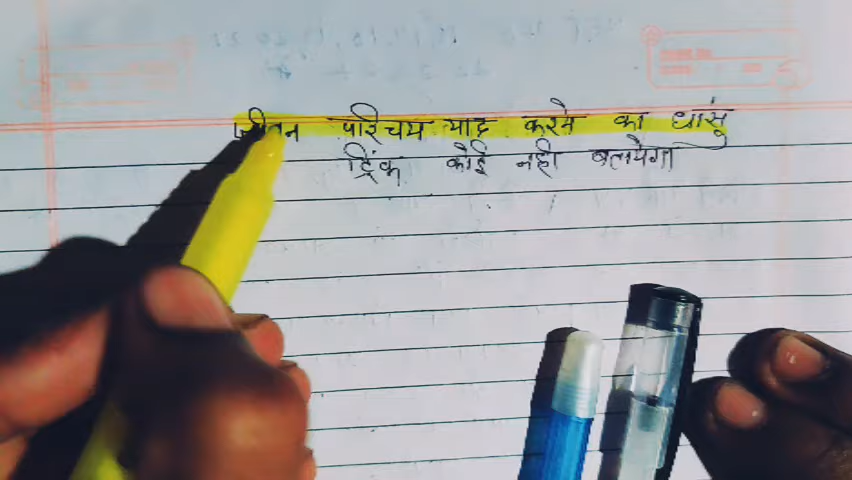 जीवन परिचय याद करने का धांसू
ट्रिंक कोई नही बतायेगा